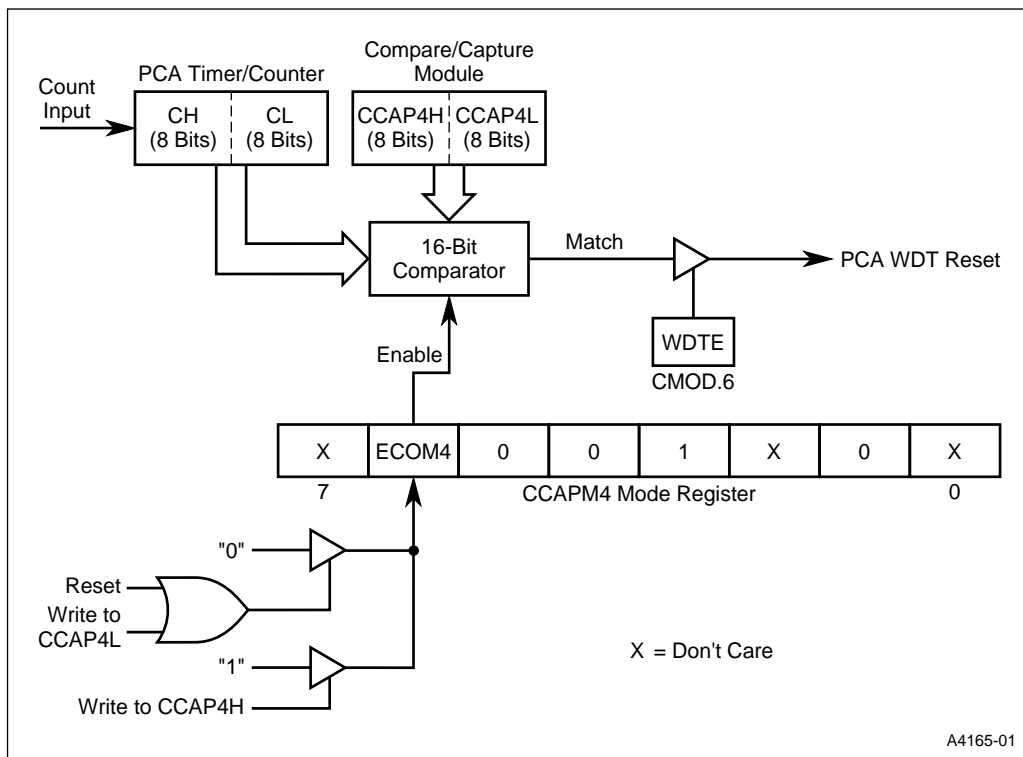 Compare/Capture
Module
PCA Timer/Counter
Count
Input
CH
(8 Bits)
CL
(8 Bits)
CCAP4H
(8 Bits)
CCAP4L
(8 Bits)
16-Bit
Comparator
Match
PCA WDT Reset
WDTE
CMOD.6
Enable
X ECOM4 0 0 1 X 0 X
7 CCAPM4 Mode Register 0
"0"
Reset
Write to
CCAP4L
"1"
Write to CCAP4H
X = Don't Care
A4165-01